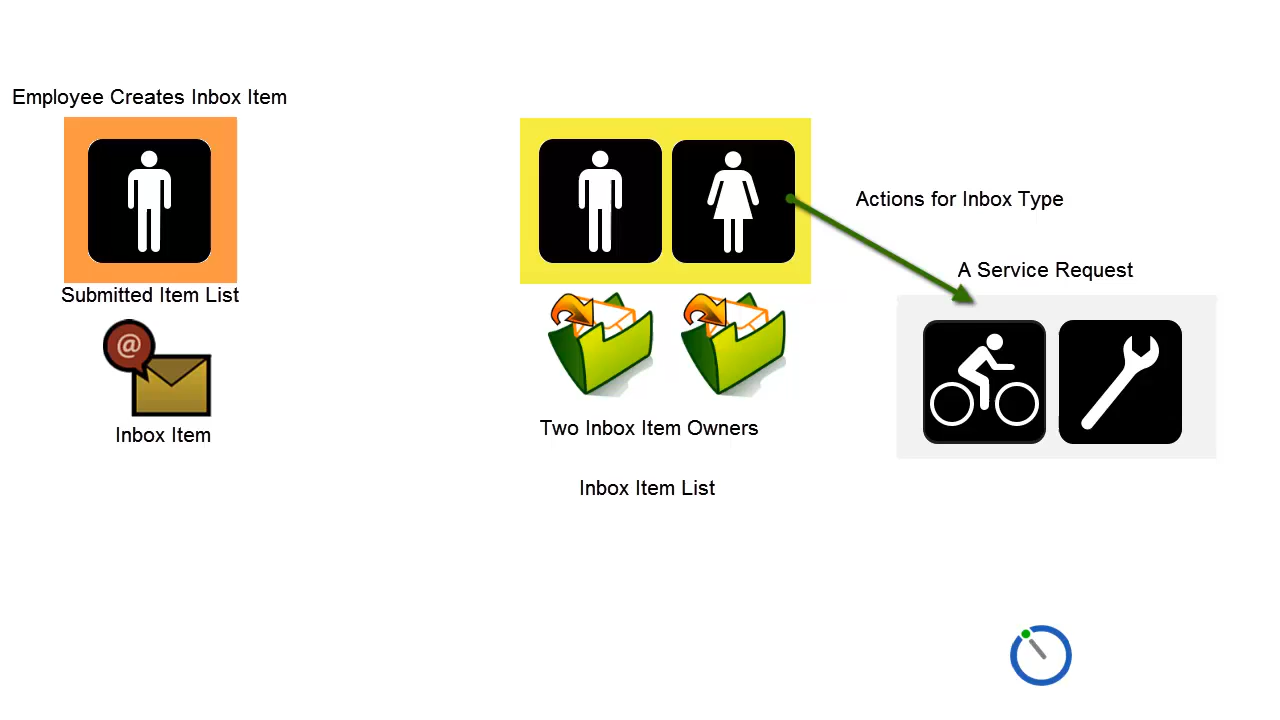 Employee Creates Inbox Item
Submitted Item List
@
Inbox Item
Two Inbox Item Owners
Inbox Item List
Actions for Inbox Type
A Service Request